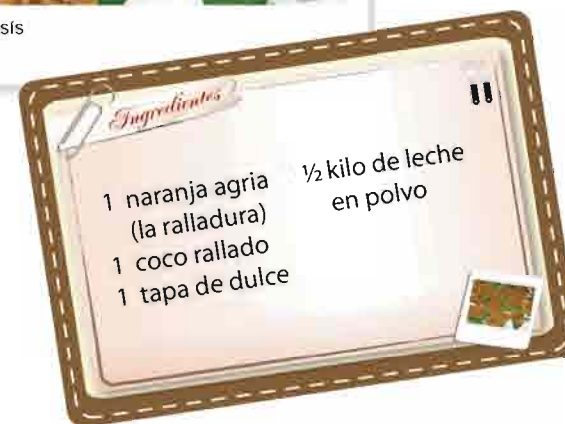 sís
Ingredientes
1 naranja agria
(la ralladura)
1 coco rallado
1 tapa de dulce
½ kilo de leche
en polvo